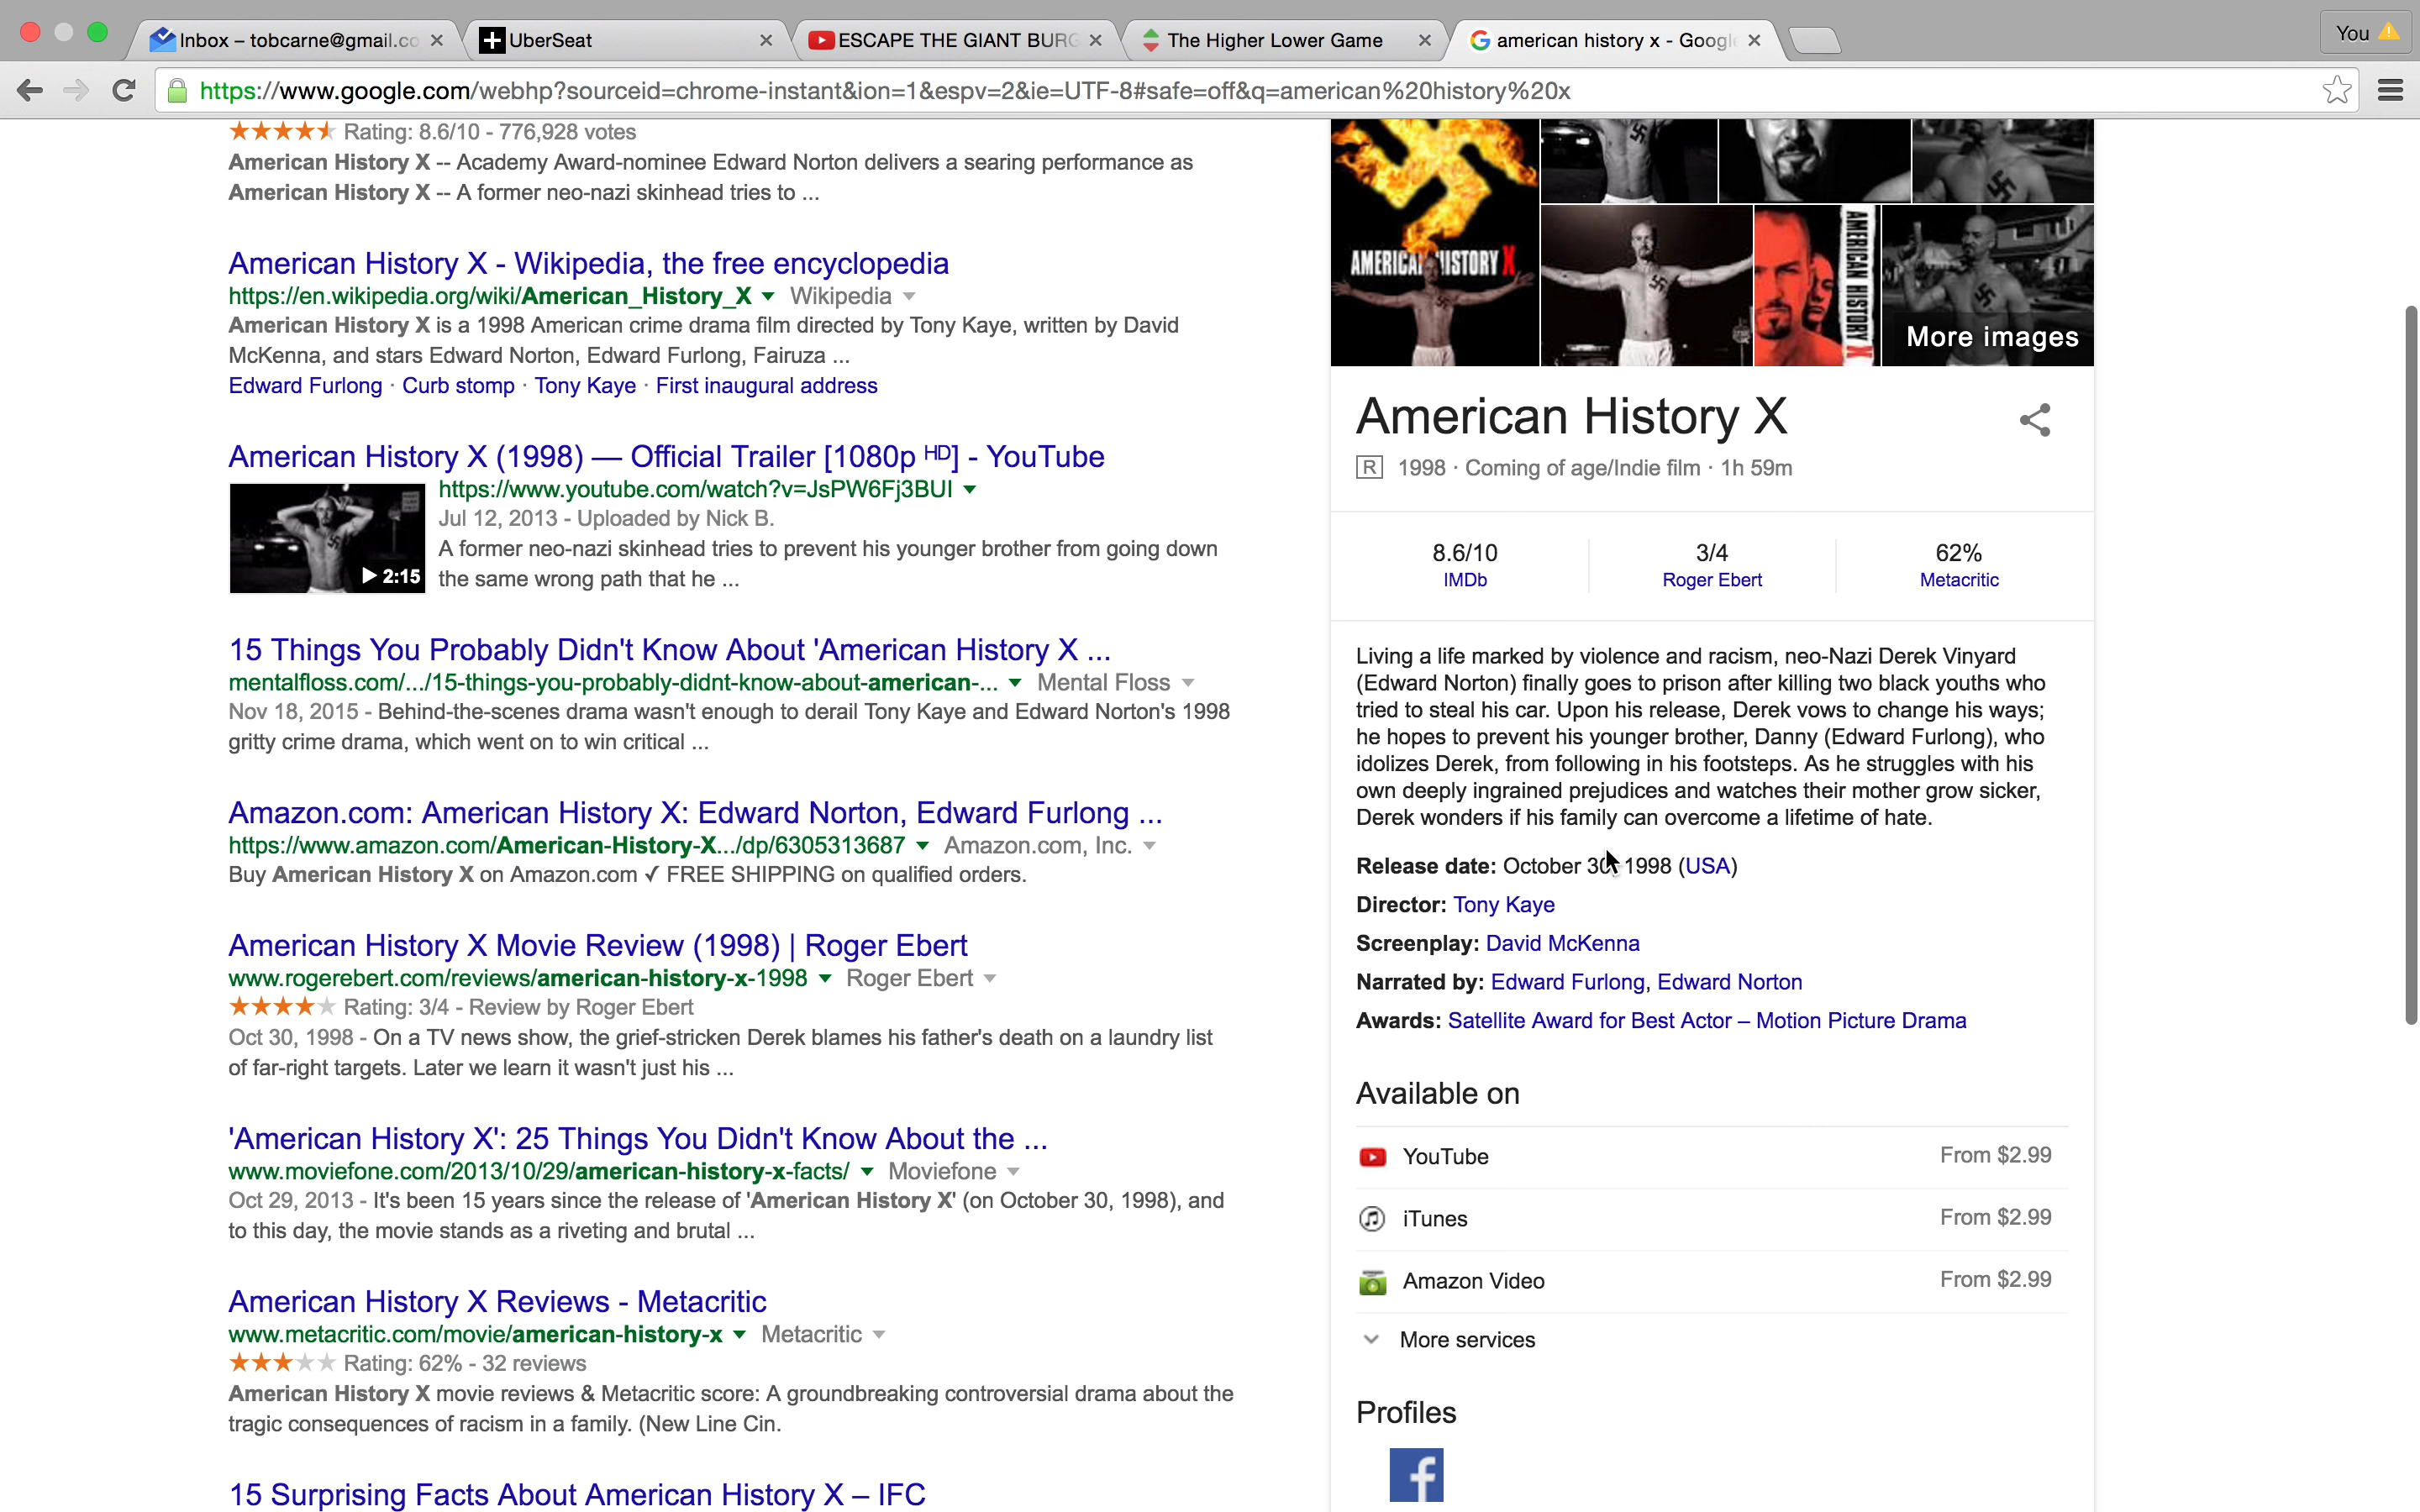 Inbox – tobcarne@gmail.co
UberSeat
ESCAPE THE GIANT BURG
The Higher Lower Game
american history x - Google
You
https://www.google.com/webhp?sourceid=chrome-instant&ion=1&espv=2&ie=UTF-8#safe=off&q=american%20history%20x
Rating: 8.6/10 - 776,928 votes
American History X -- Academy Award-nominee Edward Norton delivers a searing performance as
American History X -- A former neo-nazi skinhead tries to ...
American History X - Wikipedia, the free encyclopedia
https://en.wikipedia.org/wiki/American_History_X ▼ Wikipedia ▼
American History X is a 1998 American crime drama film directed by Tony Kaye, written by David
McKenna, and stars Edward Norton, Edward Furlong, Fairuza ...
Edward Furlong · Curb stomp · Tony Kaye · First inaugural address
American History X (1998) — Official Trailer [1080p HD] - YouTube
https://www.youtube.com/watch?v=JsPW6Fj3BUI ▼
Jul 12, 2013 - Uploaded by Nick B.
A former neo-nazi skinhead tries to prevent his younger brother from going down
the same wrong path that he ...
2:15
15 Things You Probably Didn't Know About 'American History X ...
mentalfloss.com/.../15-things-you-probably-didnt-know-about-american-... ▼ Mental Floss ▼
Nov 18, 2015 - Behind-the-scenes drama wasn't enough to derail Tony Kaye and Edward Norton's 1998
gritty crime drama, which went on to win critical ...
Amazon.com: American History X: Edward Norton, Edward Furlong ...
https://www.amazon.com/American-History-X.../dp/6305313687 ▼ Amazon.com, Inc. ▼
Buy American History X on Amazon.com ✓ FREE SHIPPING on qualified orders.
American History X Movie Review (1998) | Roger Ebert
www.rogerebert.com/reviews/american-history-x-1998 ▼ Roger Ebert ▼
Rating: 3/4 - Review by Roger Ebert
Oct 30, 1998 - On a TV news show, the grief-stricken Derek blames his father's death on a laundry list
of far-right targets. Later we learn it wasn't just his ...
'American History X': 25 Things You Didn't Know About the ...
www.moviefone.com/2013/10/29/american-history-x-facts/ ▼ Moviefone ▼
Oct 29, 2013 - It's been 15 years since the release of 'American History X' (on October 30, 1998), and
to this day, the movie stands as a riveting and brutal ...
American History X Reviews - Metacritic
www.metacritic.com/movie/american-history-x ▼ Metacritic ▼
Rating: 62% - 32 reviews
American History X movie reviews & Metacritic score: A groundbreaking controversial drama about the
tragic consequences of racism in a family. (New Line Cin.
15 Surprising Facts About American History X – IFC
AMERICAN HISTORY X
AMERICAN HISTORY X
More images
American History X
R 1998 · Coming of age/Indie film · 1h 59m
8.6/10
IMDb
3/4
Roger Ebert
62%
Metacritic
Living a life marked by violence and racism, neo-Nazi Derek Vinyard
(Edward Norton) finally goes to prison after killing two black youths who
tried to steal his car. Upon his release, Derek vows to change his ways;
he hopes to prevent his younger brother, Danny (Edward Furlong), who
idolizes Derek, from following in his footsteps. As he struggles with his
own deeply ingrained prejudices and watches their mother grow sicker,
Derek wonders if his family can overcome a lifetime of hate.
Release date: October 30, 1998 (USA)
Director: Tony Kaye
Screenplay: David McKenna
Narrated by: Edward Furlong, Edward Norton
Awards: Satellite Award for Best Actor – Motion Picture Drama
Available on
YouTube From $2.99
iTunes From $2.99
Amazon Video From $2.99
More services
Profiles